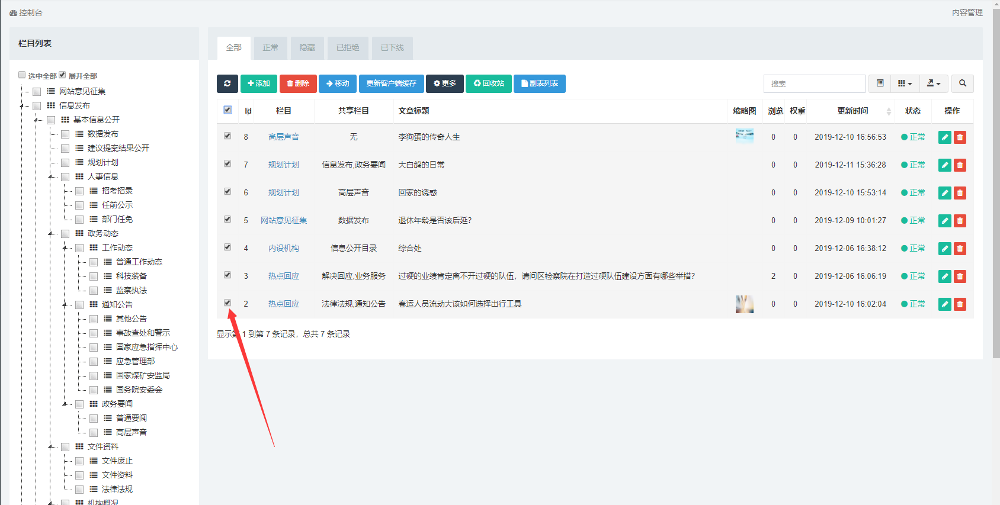 控制台
内容管理
栏目列表
选中全部 展开全部
网站意见征集
信息发布
基本信息公开
数据发布
建议提案结果公开
规划计划
人事信息
招考招录
任前公示
部门任免
政务动态
工作动态
普通工作动态
科技装备
监察执法
通知公告
其他公告
事故查处和警示
国家应急指挥中心
应急管理部
国家煤矿安监局
国务院安委会
政务要闻
普通要闻
高层声音
文件资料
文件废止
文件资料
法律法规
机构概况
全部 正常 隐藏 已拒绝 已下线
添加 删除 移动 更新客户端缓存 更多 回收站 副表列表 搜索
Id 栏目 共享栏目 文章标题 缩略图 浏览 权重 更新时间 状态 操作
8 高层声音 无 李狗蛋的传奇人生 0 0 2019-12-10 16:56:53 正常
7 规划计划 信息发布,政务要闻 大白鸽的日常 0 0 2019-12-11 15:36:28 正常
6 规划计划 高层声音 回家的诱惑 0 0 2019-12-10 15:53:14 正常
5 网站意见征集 数据发布 退休年龄是否该后延? 0 0 2019-12-09 10:01:27 正常
4 内设机构 信息公开目录 综合处 0 0 2019-12-06 16:38:12 正常
3 热点回应 解决回应,业务服务 过硬的业绩肯定离不开过硬的队伍，请问区检察院在打造过硬队伍建设方面有哪些举措? 2 0 2019-12-06 16:06:19 正常
2 热点回应 法律法规,通知公告 春运人员流动大该如何选择出行工具 0 0 2019-12-10 16:02:04 正常
显示第 1 到第 7 条记录，总共 7 条记录